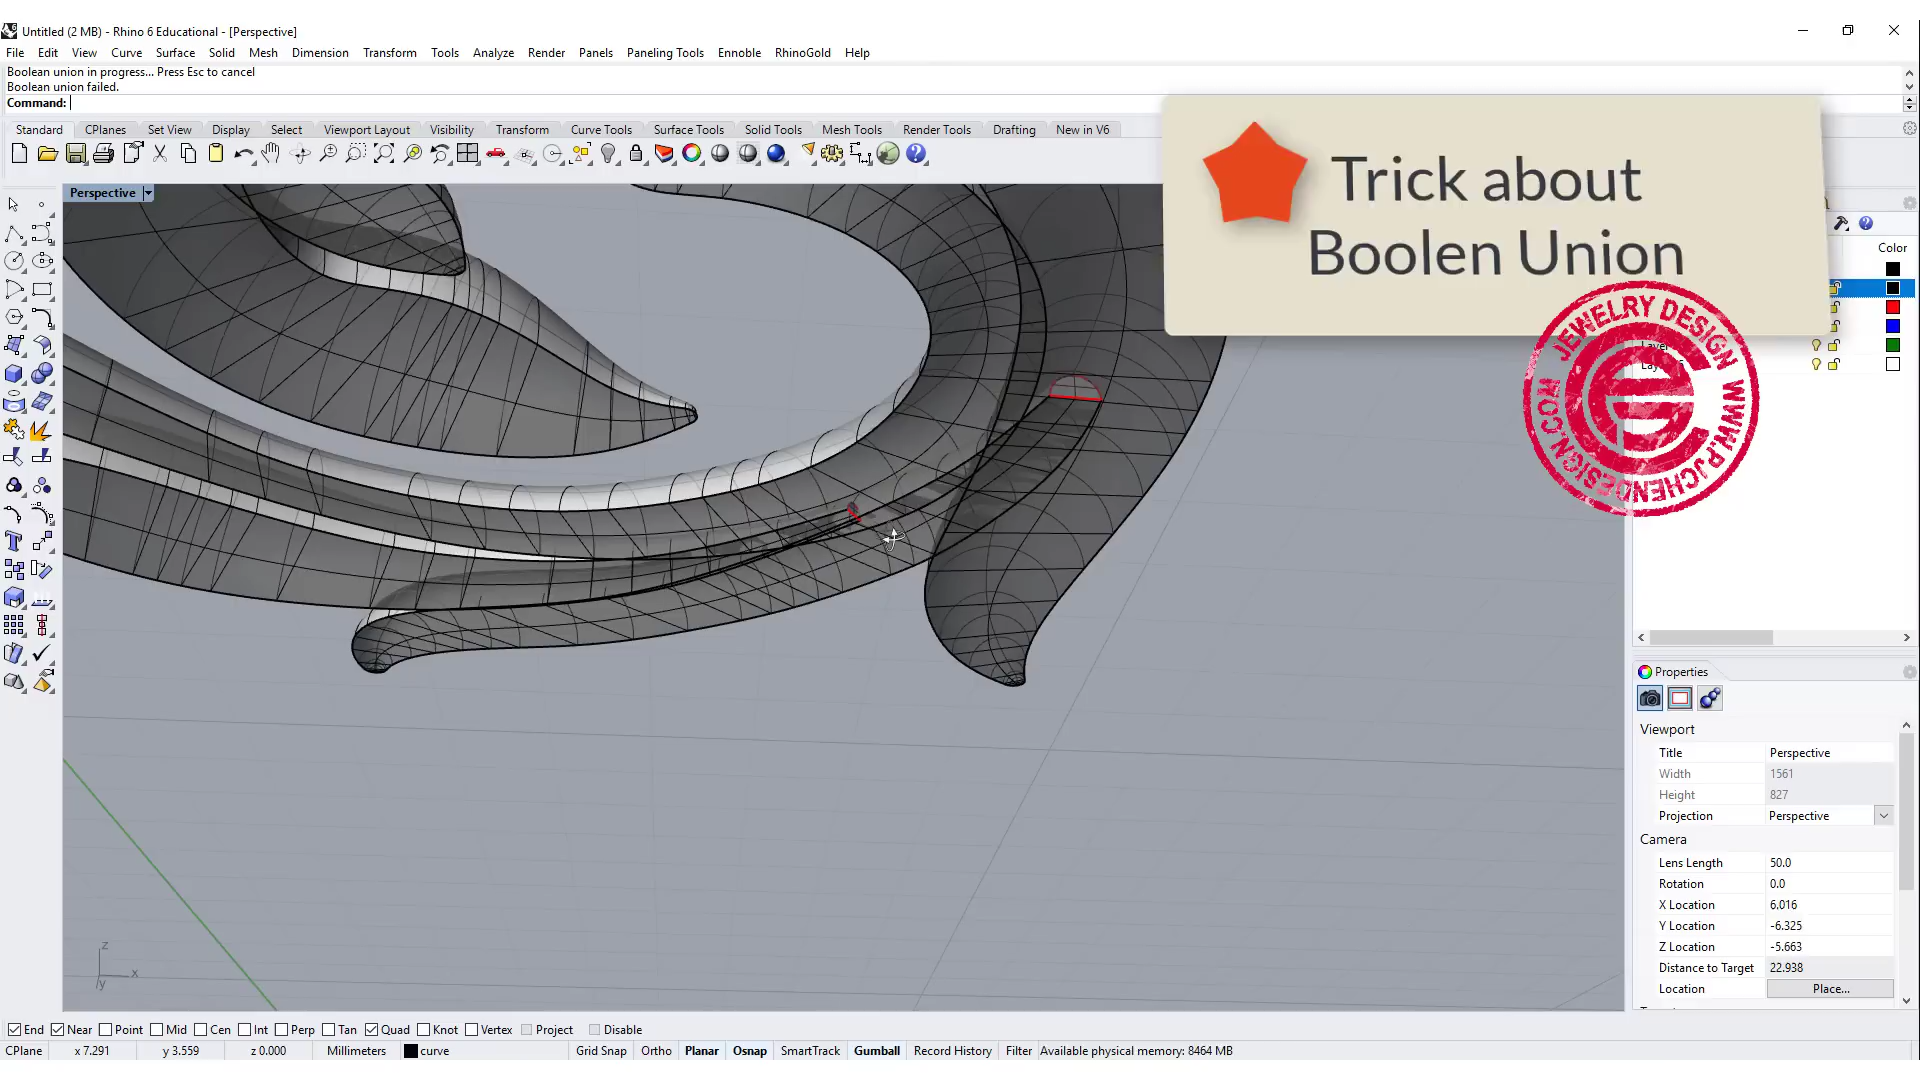 Untitled (2 MB) - Rhino 6 Educational - [Perspective]
File Edit View Curve Surface Solid Mesh Dimension Transform Tools Analyze Render Panels Paneling Tools Ennoble RhinoGold Help
Boolean union in progress... Press Esc to cancel
Boolean union failed.
Command:
Standard CPlanes Set View Display Select Viewport Layout Visibility Transform Curve Tools Surface Tools Solid Tools Mesh Tools Render Tools Drafting New in V6
Trick about
Boolen Union
Perspective
Color
JEWELRY DESIGN
WWW.PJCHENDESIGN.COM
Properties
Viewport
Title Perspective
Width 1561
Height 827
Projection Perspective
Camera
Lens Length 50.0
Rotation 0.0
X Location 6.016
Y Location -6.325
Z Location -5.663
Distance to Target 22.938
Location Place...
z
x
y
End Near Point Mid Cen Int Perp Tan Quad Knot Vertex Project Disable
CPlane x 7.291 y 3.559 z 0.000 Millimeters curve Grid Snap Ortho Planar Osnap SmartTrack Gumball Record History Filter Available physical memory: 8464 MB